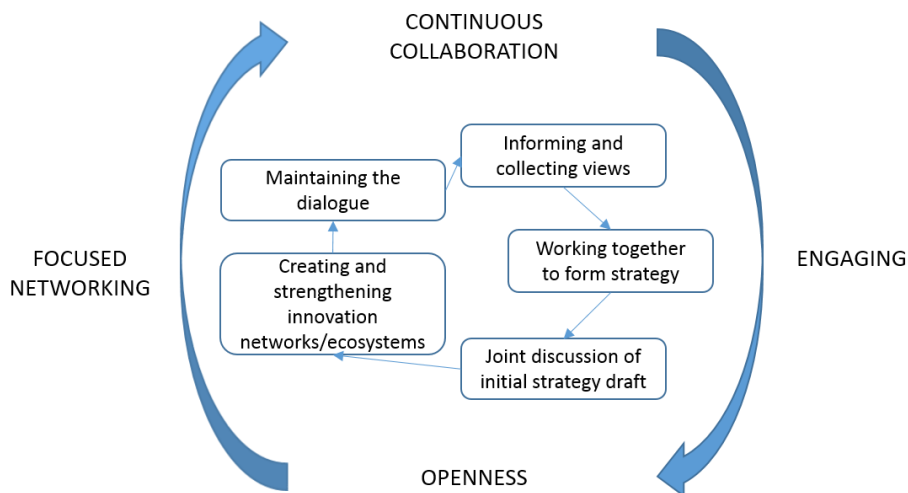 CONTINUOUS
COLLABORATION
Informing and
collecting views
Maintaining the
dialogue
Working together
to form strategy
FOCUSED
NETWORKING
Creating and
strengthening
innovation
networks/ecosystems
ENGAGING
Joint discussion of
initial strategy draft
OPENNESS